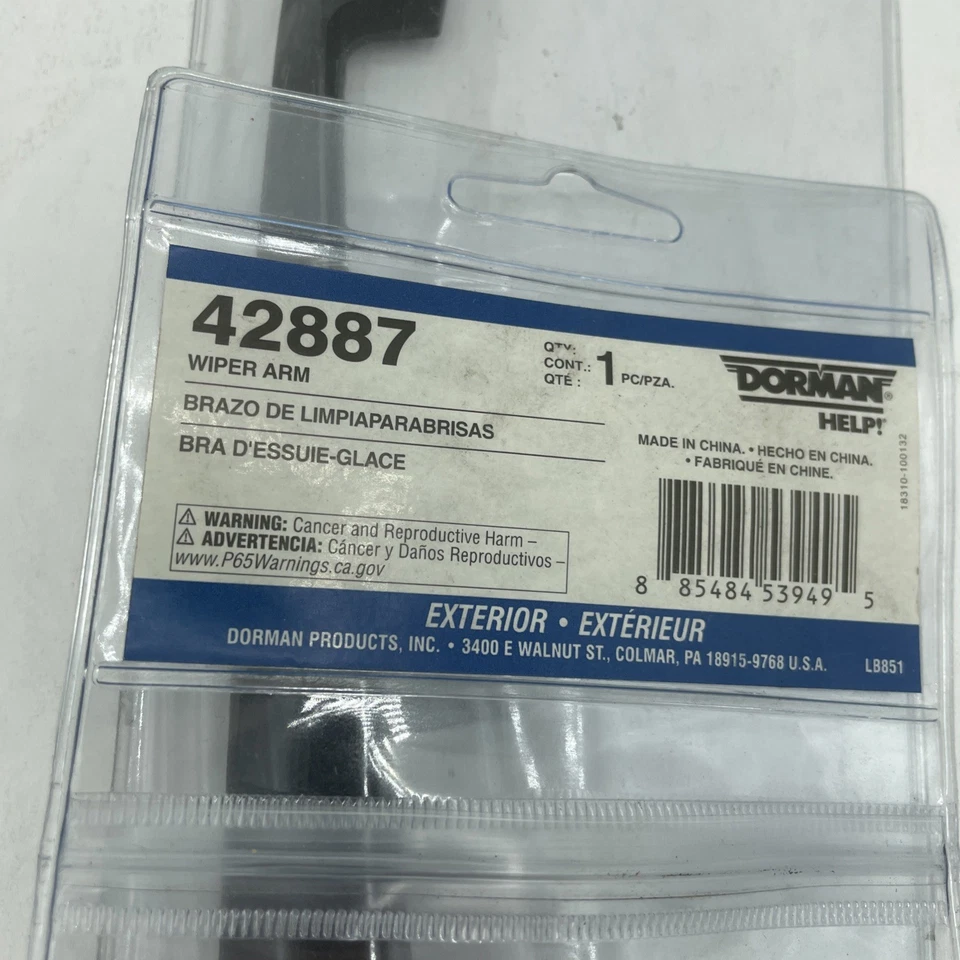 42887
WIPER ARM
BRAZO DE LIMPIAPARABRISAS
BRA D'ESSUIE-GLACE
QTY:
CONT.: 1 PC/PZA.
QTÉ :
DORMAN®
HELP!®
MADE IN CHINA. • HECHO EN CHINA.
• FABRIQUÉ EN CHINE.
18310-100132
⚠ WARNING: Cancer and Reproductive Harm –
⚠ ADVERTENCIA: Cáncer y Daños Reproductivos –
www.P65Warnings.ca.gov
8 85484 53949 5
EXTERIOR • EXTÉRIEUR
DORMAN PRODUCTS, INC. • 3400 E WALNUT ST., COLMAR, PA 18915-9768 U.S.A.
LB851